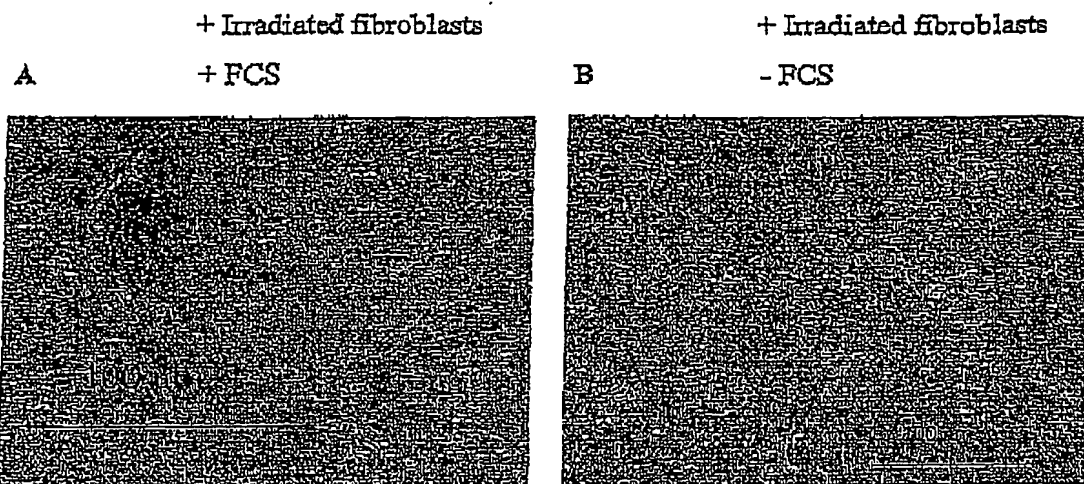 + Irradiated fibroblasts
A + FCS
+ Irradiated fibroblasts
B - FCS